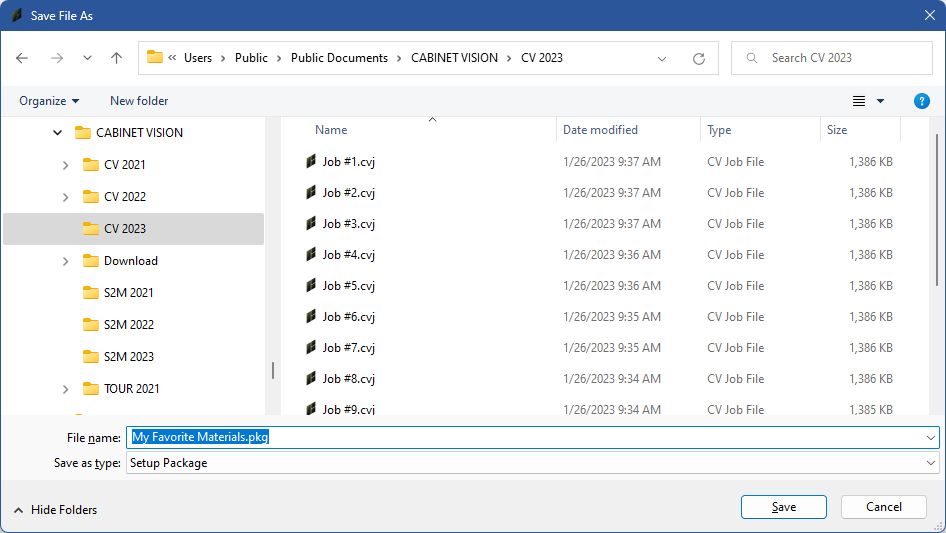 Save File As
« Users > Public > Public Documents > CABINET VISION > CV 2023
Search CV 2023
Organize
New folder
?
CABINET VISION
CV 2021
CV 2022
CV 2023
Download
S2M 2021
S2M 2022
S2M 2023
TOUR 2021
Name Date modified Type Size
Job #1.cvj 1/26/2023 9:37 AM CV Job File 1,386 KB
Job #2.cvj 1/26/2023 9:37 AM CV Job File 1,386 KB
Job #3.cvj 1/26/2023 9:37 AM CV Job File 1,386 KB
Job #4.cvj 1/26/2023 9:36 AM CV Job File 1,386 KB
Job #5.cvj 1/26/2023 9:36 AM CV Job File 1,386 KB
Job #6.cvj 1/26/2023 9:35 AM CV Job File 1,386 KB
Job #7.cvj 1/26/2023 9:35 AM CV Job File 1,386 KB
Job #8.cvj 1/26/2023 9:34 AM CV Job File 1,386 KB
Job #9.cvj 1/26/2023 9:34 AM CV Job File 1,385 KB
File name: My Favorite Materials.pkg
Save as type: Setup Package
Hide Folders
Save
Cancel